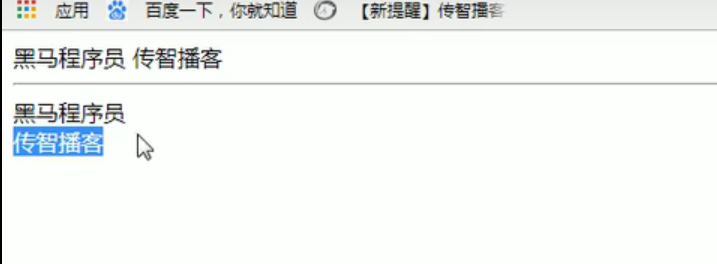 应用 百度一下，你就知道 【新提醒】传智播客
黑马程序员 传智播客
黑马程序员
传智播客